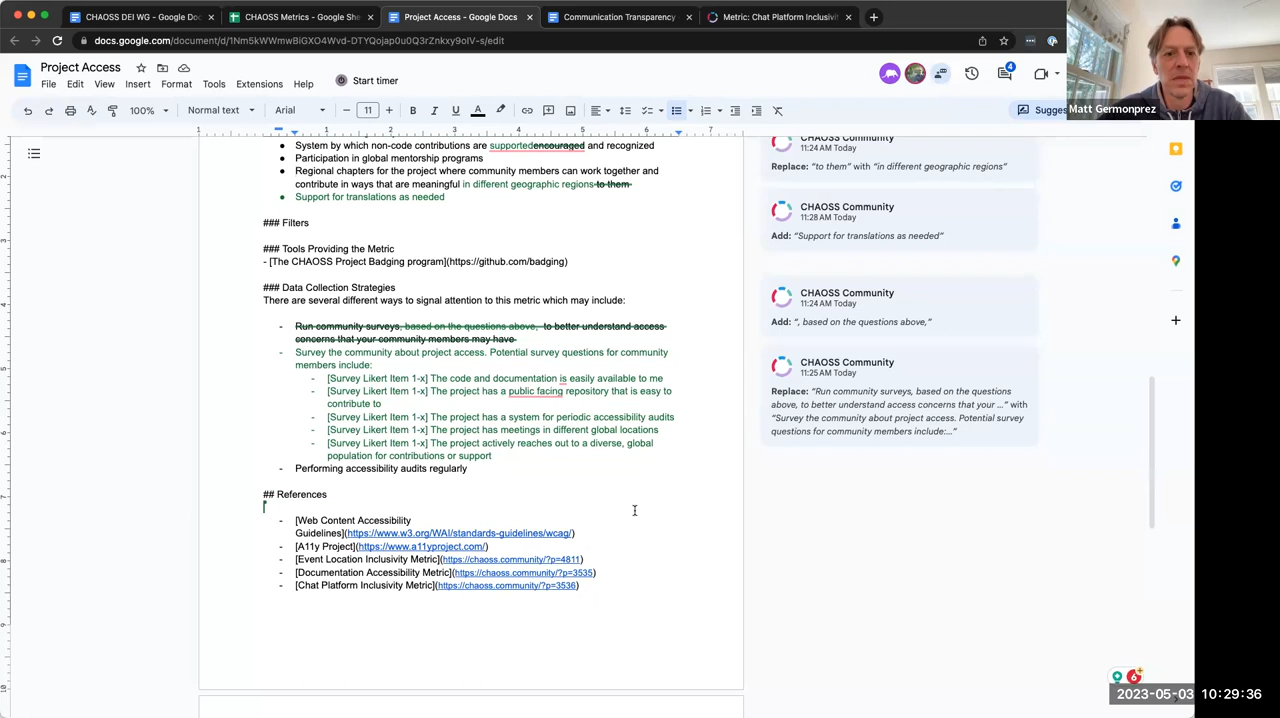 CHAOSS DEI WG - Google Doc
CHAOSS Metrics - Google She
Project Access - Google Docs
Communication Transparency
Metric: Chat Platform Inclusivi
docs.google.com/document/d/1Nm5kWWmwBiGXO4Wvd-DTYQojap0u0Q3rZnkxy9oIV-s/edit
Project Access
File Edit View Insert Format Tools Extensions Help
Start timer
4
100% Normal text Arial 11 B I U A
Sugges
Matt Germonprez
1 1 2 3 4 5 6 7
System by which non-code contributions are supportedencouraged and recognized
Participation in global mentorship programs
Regional chapters for the project where community members can work together and
contribute in ways that are meaningful in different geographic regions to them
Support for translations as needed
### Filters
### Tools Providing the Metric
- [The CHAOSS Project Badging program](https://github.com/badging)
### Data Collection Strategies
There are several different ways to signal attention to this metric which may include:
- Run community surveys, based on the questions above, to better understand access
concerns that your community members may have
- Survey the community about project access. Potential survey questions for community
members include:
- [Survey Likert Item 1-x] The code and documentation is easily available to me
- [Survey Likert Item 1-x] The project has a public facing repository that is easy to
contribute to
- [Survey Likert Item 1-x] The project has a system for periodic accessibility audits
- [Survey Likert Item 1-x] The project has meetings in different global locations
- [Survey Likert Item 1-x] The project actively reaches out to a diverse, global
population for contributions or support
- Performing accessibility audits regularly
## References
- [Web Content Accessibility
Guidelines](https://www.w3.org/WAI/standards-guidelines/wcag/)
- [A11y Project](https://www.a11yproject.com/)
- [Event Location Inclusivity Metric](https://chaoss.community/?p=4811)
- [Documentation Accessibility Metric](https://chaoss.community/?p=3535)
- [Chat Platform Inclusivity Metric](https://chaoss.community/?p=3536)
11:24 AM Today
Replace: "to them" with "in different geographic regions"
CHAOSS Community
11:28 AM Today
Add: "Support for translations as needed"
CHAOSS Community
11:24 AM Today
Add: ", based on the questions above,"
CHAOSS Community
11:25 AM Today
Replace: "Run community surveys, based on the questions
above, to better understand access concerns that your ..." with
"Survey the community about project access. Potential survey
questions for community members include:..."
6
2023-05-03 10:29:36